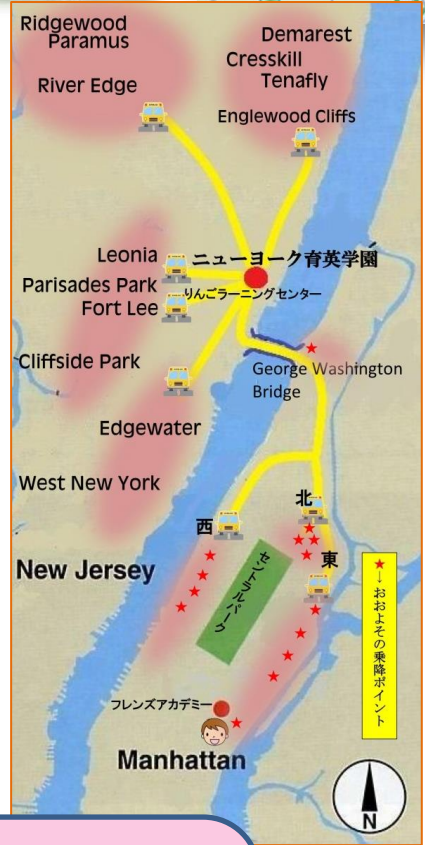 Ridgewood
Paramus
River Edge
Demarest
Cresskill
Tenafly
Englewood Cliffs
Leonia
ニューヨーク育英学園
Parisades Park
りんごラーニングセンター
Fort Lee
Cliffside Park
George Washington
Bridge
Edgewater
West New York
北
西
東
セントラルパーク
New Jersey
★→おおよその乗降ポイント
フレンズアカデミー
Manhattan
N